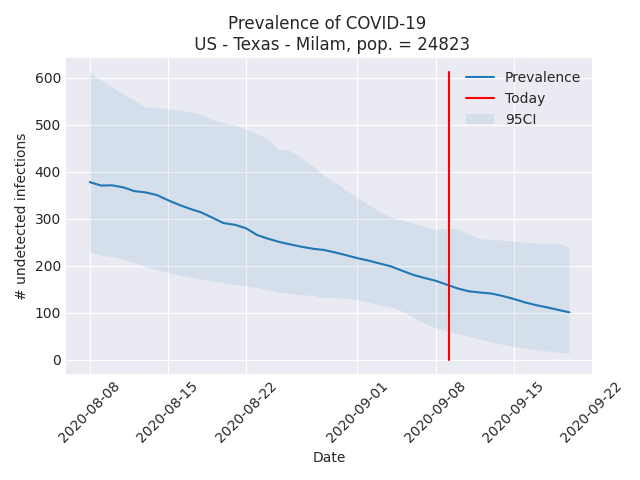 Prevalence of COVID-19
US - Texas - Milam, pop. = 24823
Prevalence
Today
95CI
600
500
400
300
200
100
0
# undetected infections
2020-08-08
2020-08-15
2020-08-22
2020-09-01
2020-09-08
2020-09-15
2020-09-22
Date